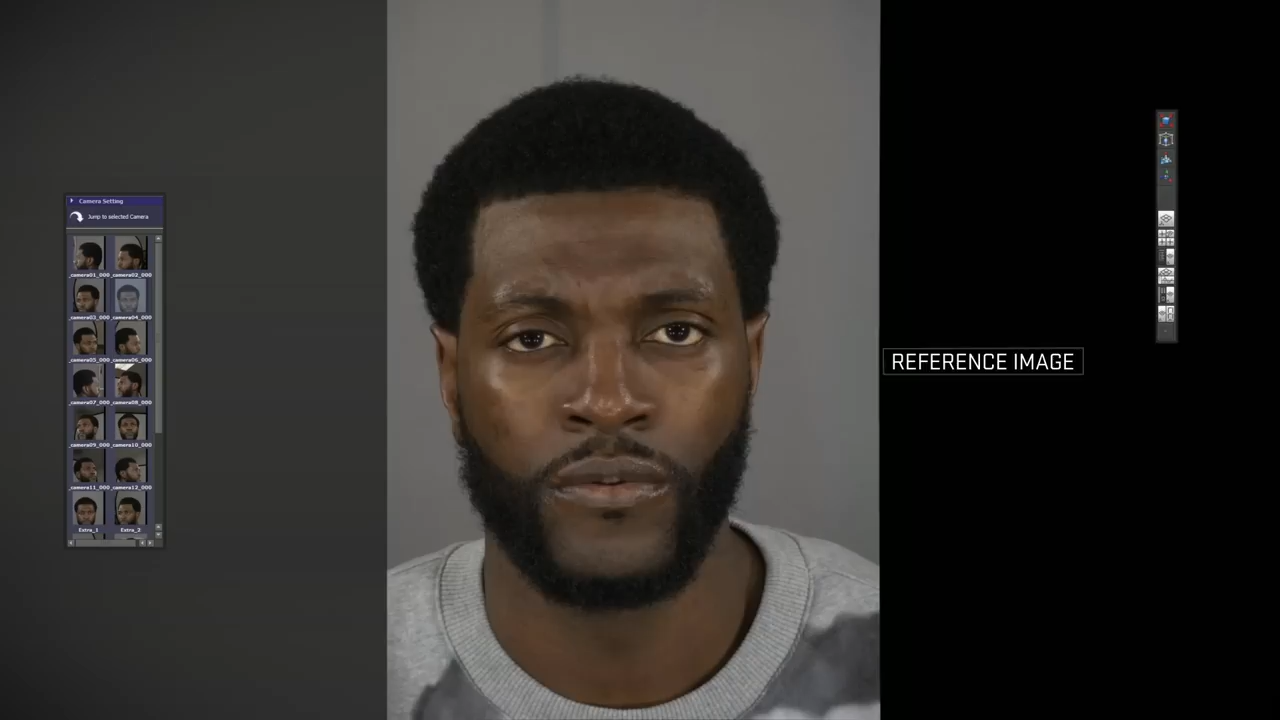 Camera Setting
Jump to selected Camera
_camera01_000 _camera02_000
_camera03_000 _camera04_000
_camera05_000 _camera06_000
_camera07_000 _camera08_000
_camera09_000 _camera10_000
_camera11_000 _camera12_000
Extra_1 Extra_2
REFERENCE IMAGE